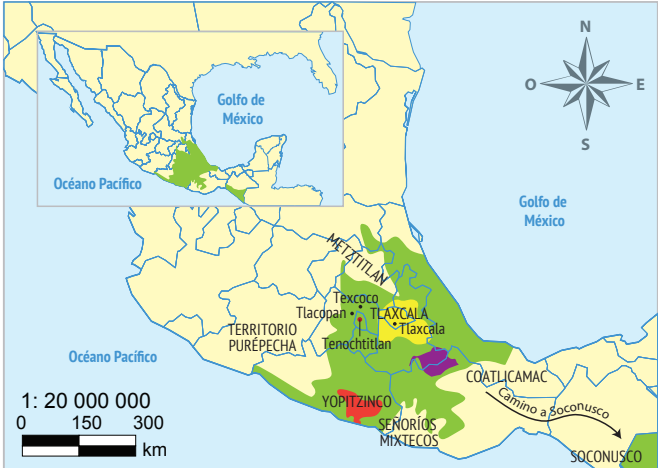 N
O
E
S
Golfo de
México
Océano Pacífico
Golfo de
México
METZTITLAN
Texcoco
Tlacopan
TLAXCALA
Tlaxcala
TERRITORIO
PURÉPECHA
Tenochtitlan
Océano Pacífico
COATLICAMAC
Camino a Soconusco
YOPITZINGO
SEÑORÍOS
MIXTECOS
SOCONUSCO
1: 20 000 000
0 150 300
km